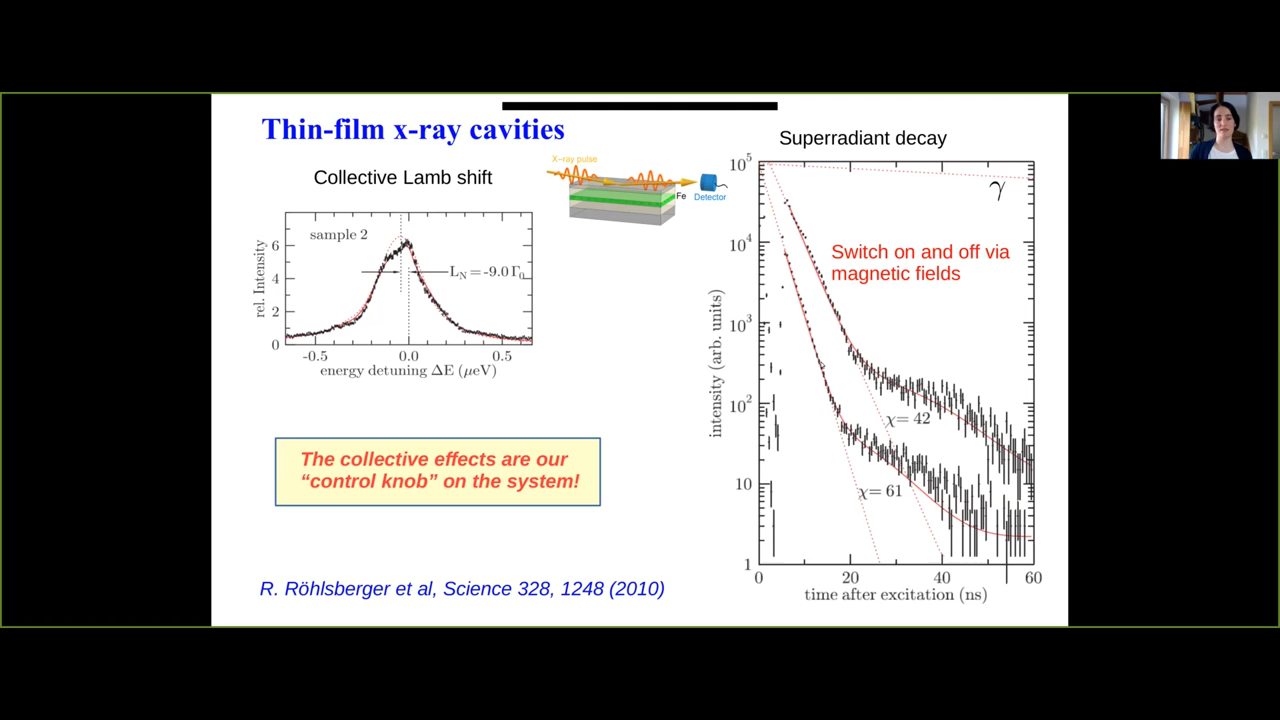 Thin-film x-ray cavities
Collective Lamb shift
X-ray pulse
Fe
Detector
sample 2
L_N = -9.0 Γ_0
rel. Intensity
6
4
2
0
-0.5
0.0
0.5
energy detuning ΔE (μeV)
The collective effects are our
“control knob” on the system!
R. Röhlsberger et al, Science 328, 1248 (2010)
Superradiant decay
γ
Switch on and off via
magnetic fields
χ= 42
χ= 61
intensity (arb. units)
10^5
10^4
10^3
10^2
10
1
0
20
40
60
time after excitation (ns)